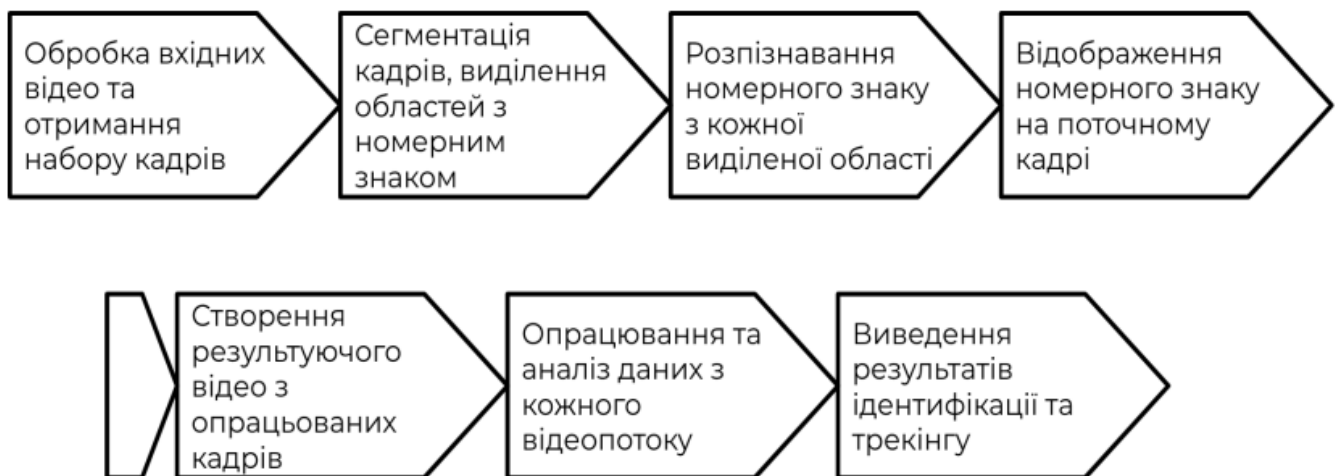 Обробка вхідних
відео та
отримання
набору кадрів
Сегментація
кадрів, виділення
областей з
номерним
знаком
Розпізнавання
номерного знаку
з кожної
виділеної області
Відображення
номерного знаку
на поточному
кадрі
Створення
результуючого
відео з
опрацьованих
кадрів
Опрацювання та
аналіз даних з
кожного
відеопотоку
Виведення
результатів
ідентифікації та
трекінгу